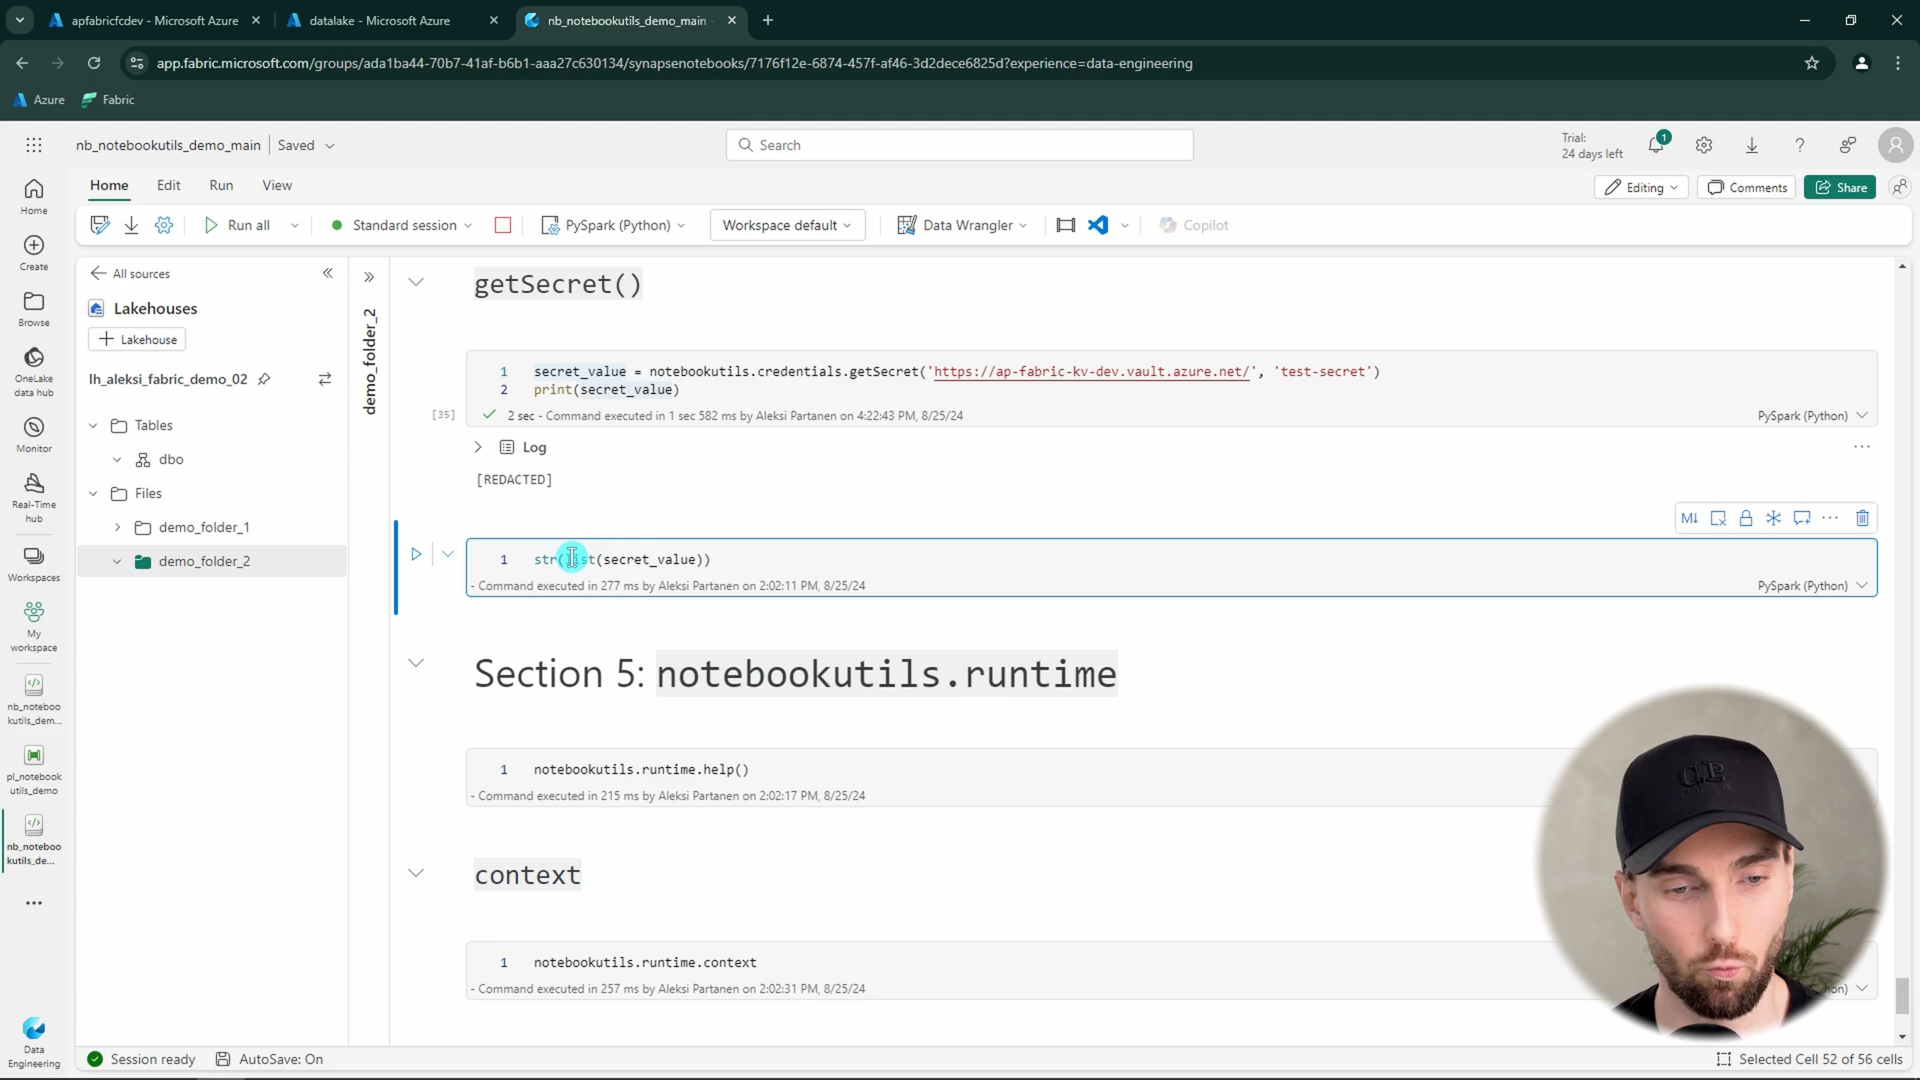 apfabricfcdev - Microsoft Azure
datalake - Microsoft Azure
nb_notebookutils_demo_main
app.fabric.microsoft.com/groups/ada1ba44-70b7-41af-b6b1-aaa27c630134/synapsenotebooks/7176f12e-6874-457f-af46-3d2dece6825d?experience=data-engineering
Azure
Fabric
nb_notebookutils_demo_main
Saved
Search
Trial:
24 days left
Home
Edit
Run
View
Editing
Comments
Share
Run all
Standard session
PySpark (Python)
Workspace default
Data Wrangler
Copilot
Home
Create
Browse
OneLake
data hub
Monitor
Real-Time
hub
Workspaces
My
workspace
nb_noteboo
kutils_dem...
pl_notebook
utils_demo
nb_noteboo
kutils_de...
Data
Engineering
All sources
Lakehouses
Lakehouse
lh_aleksi_fabric_demo_02
Tables
dbo
Files
demo_folder_1
demo_folder_2
demo_folder_2
getSecret()
1 secret_value = notebookutils.credentials.getSecret('https://ap-fabric-kv-dev.vault.azure.net/', 'test-secret')
2 print(secret_value)
[35]
2 sec - Command executed in 1 sec 582 ms by Aleksi Partanen on 4:22:43 PM, 8/25/24
PySpark (Python)
Log
[REDACTED]
M↓
1 str(list(secret_value))
- Command executed in 277 ms by Aleksi Partanen on 2:02:11 PM, 8/25/24
PySpark (Python)
Section 5: notebookutils.runtime
1 notebookutils.runtime.help()
- Command executed in 215 ms by Aleksi Partanen on 2:02:17 PM, 8/25/24
context
1 notebookutils.runtime.context
- Command executed in 257 ms by Aleksi Partanen on 2:02:31 PM, 8/25/24
Session ready
AutoSave: On
Selected Cell 52 of 56 cells